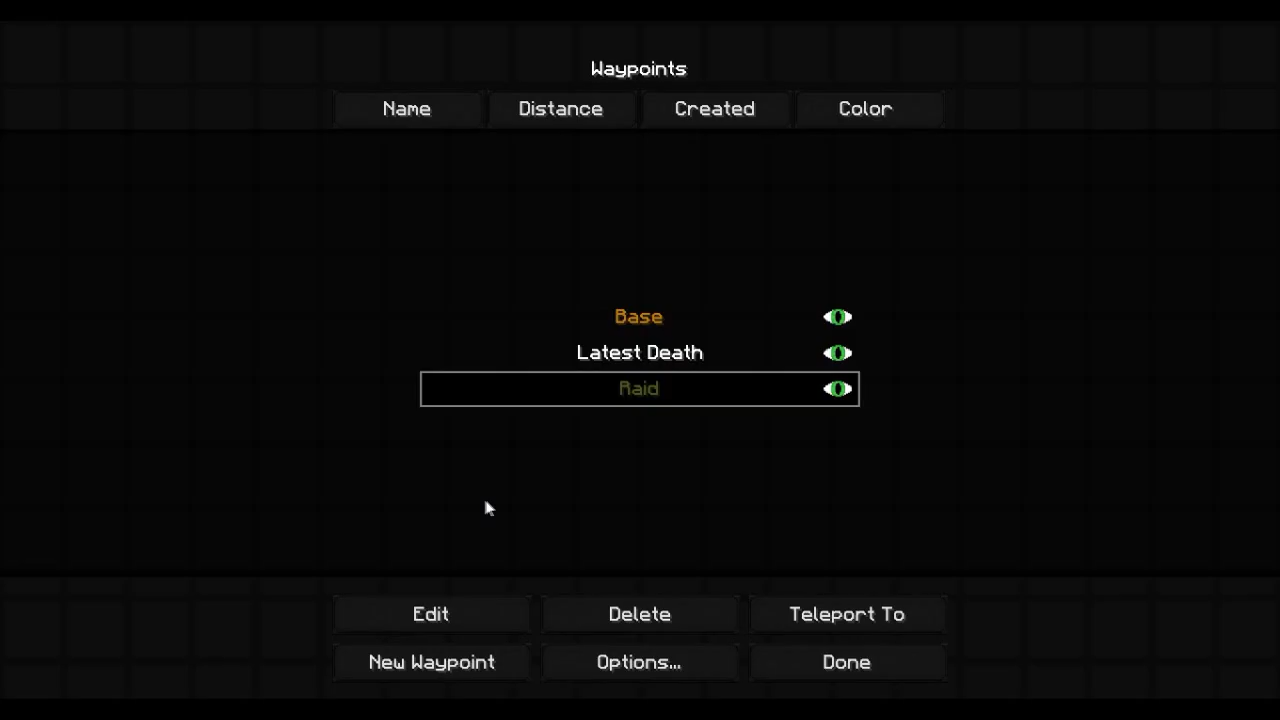 Waypoints
Name Distance Created Color
Base
Latest Death
Raid
Edit Delete Teleport To
New Waypoint Options... Done